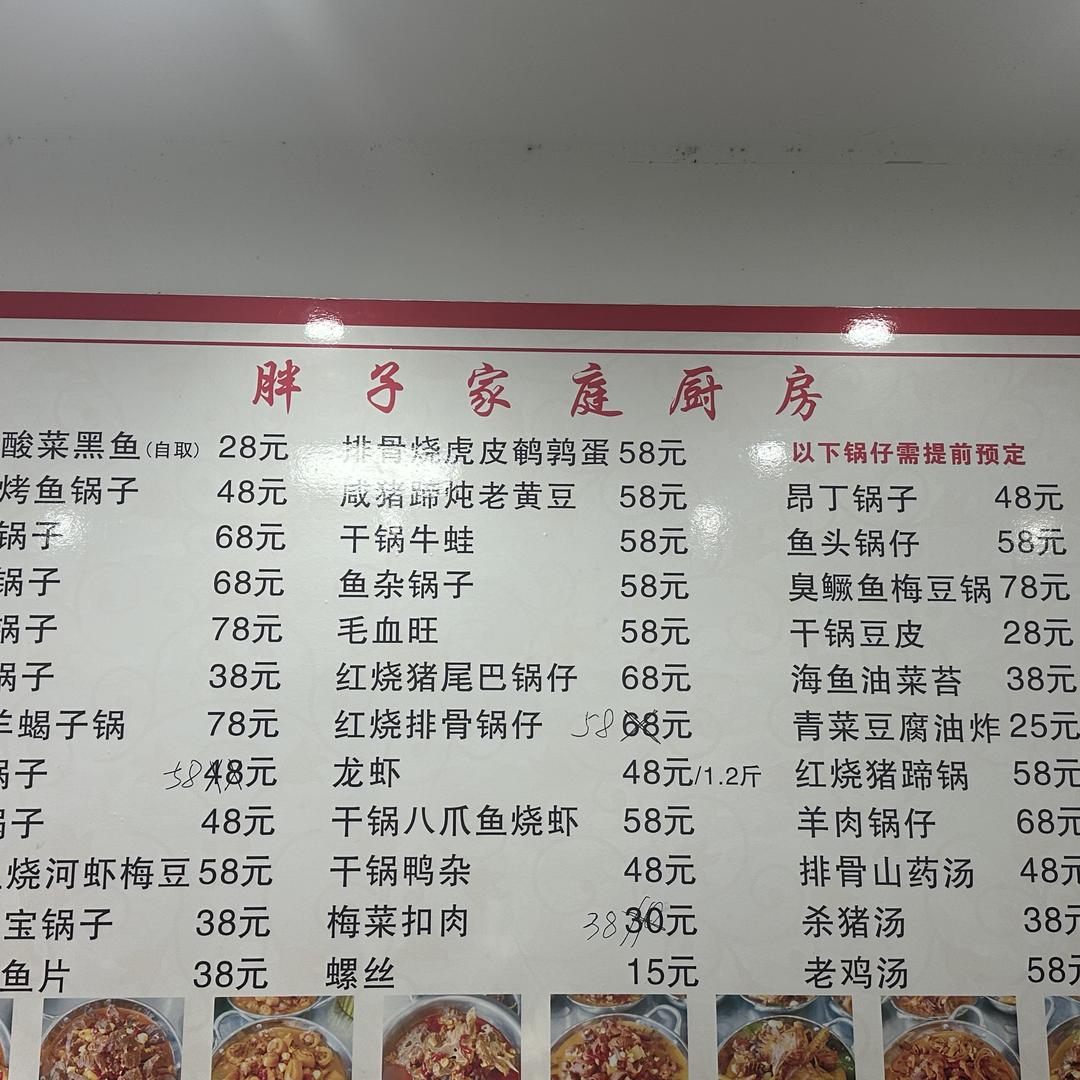 胖子家庭厨房
酸菜黑鱼(自取) 28元
烤鱼锅子 48元
锅子 68元
锅子 68元
锅子 78元
锅子 38元
羊蝎子锅 78元
锅子 58 48元
锅子 48元
烧河虾梅豆 58元
宝锅子 38元
鱼片 38元
排骨烧虎皮鹌鹑蛋 58元
咸猪蹄炖老黄豆 58元
干锅牛蛙 58元
鱼杂锅子 58元
毛血旺 58元
红烧猪尾巴锅仔 68元
红烧排骨锅仔 58 68元
龙虾 48元/1.2斤
干锅八爪鱼烧虾 58元
干锅鸭杂 48元
梅菜扣肉 38 30元
螺丝 15元
以下锅仔需提前预定
昂丁锅子 48元
鱼头锅仔 58元
臭鳜鱼梅豆锅 78元
干锅豆皮 28元
海鱼油菜苔 38元
青菜豆腐油炸 25元
红烧猪蹄锅 58元
羊肉锅仔 68元
排骨山药汤 48元
杀猪汤 38元
老鸡汤 58元